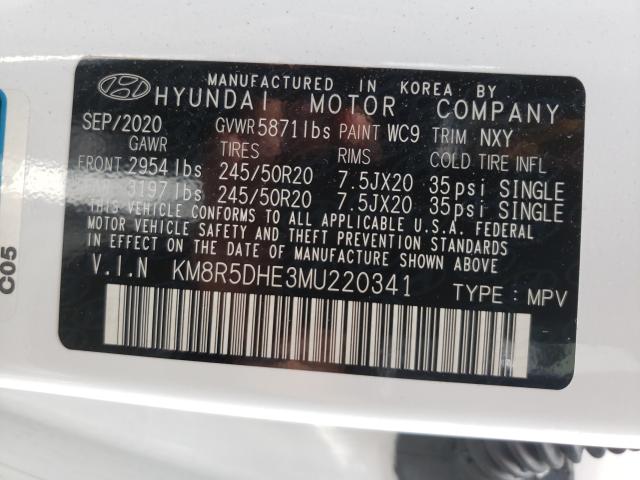 MANUFACTURED IN KOREA BY
HYUNDAI MOTOR COMPANY
SEP/2020 GVWR 5871lbs PAINT WC9 TRIM NXY
GAWR TIRES RIMS COLD TIRE INFL
FRONT 2954 lbs 245/50R20 7.5JX20 35psi SINGLE
3197 lbs 245/50R20 7.5JX20 35psi SINGLE
THIS VEHICLE CONFORMS TO ALL APPLICABLE U.S.A. FEDERAL
MOTOR VEHICLE SAFETY AND THEFT PREVENTION STANDARDS
IN EFFECT ON THE DATE OF MANUFACTURE SHOWN ABOVE.
V.I.N KM8R5DHE3MU220341 TYPE : MPV
C05